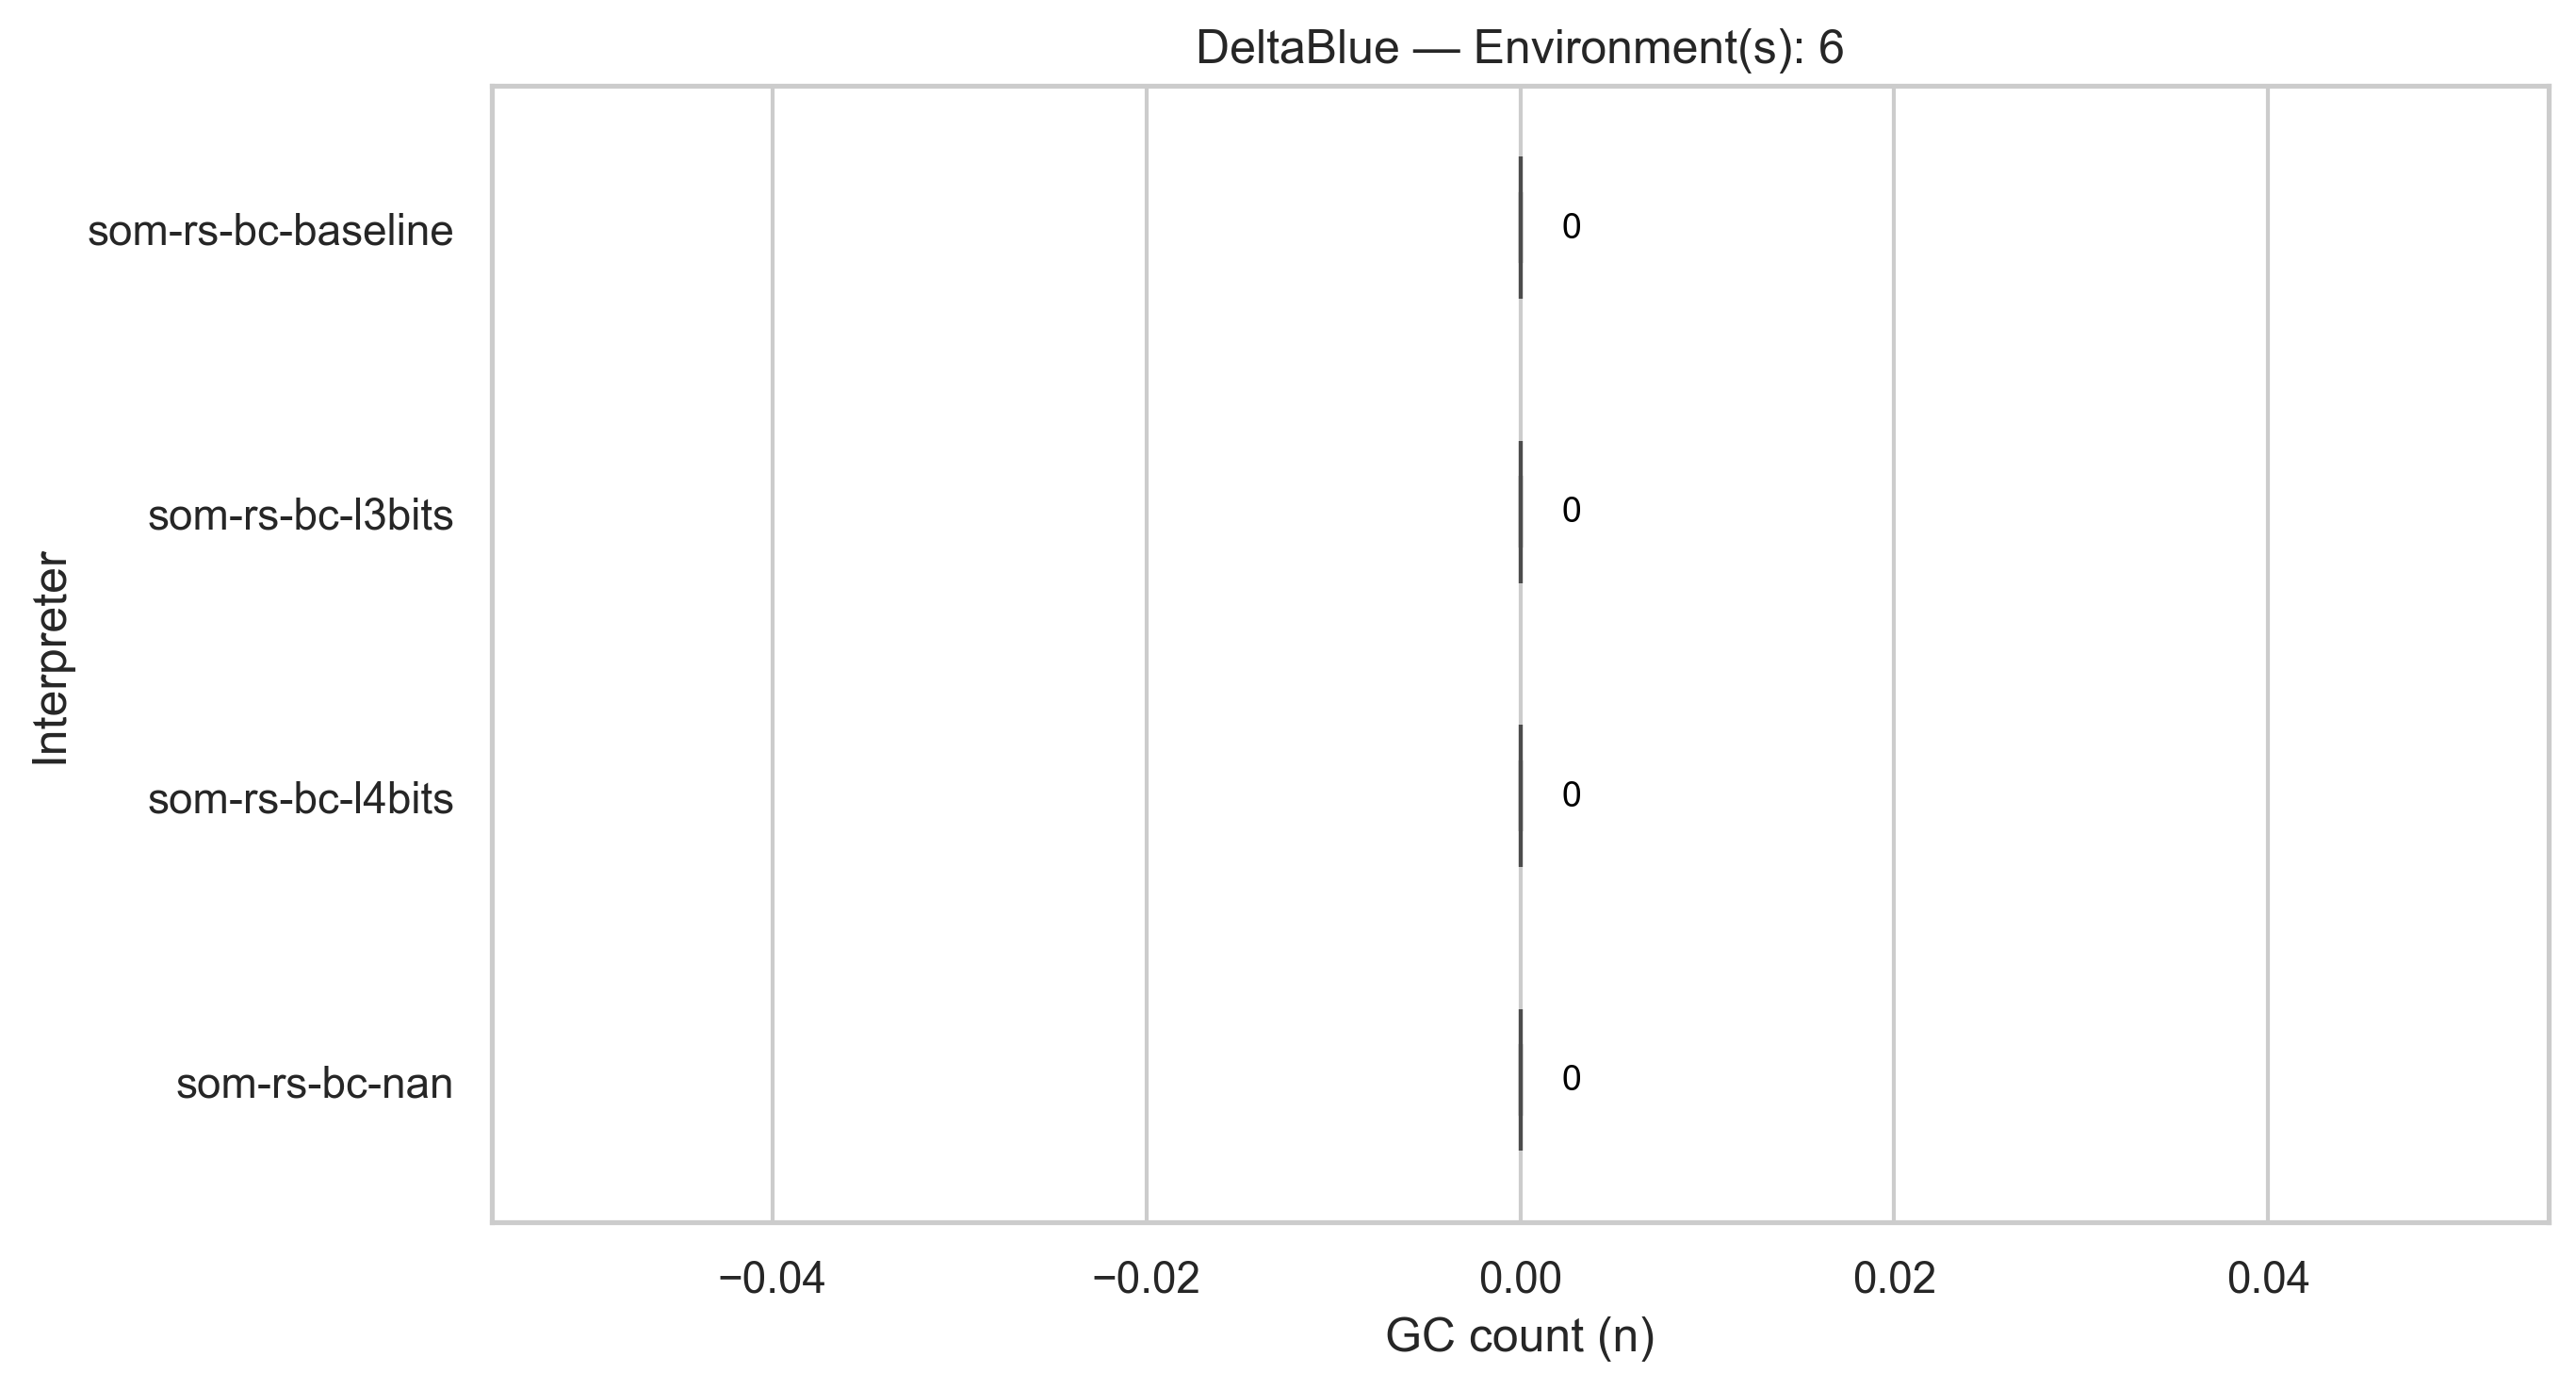 DeltaBlue — Environment(s): 6
som-rs-bc-baseline
0
som-rs-bc-l3bits
0
Interpreter
som-rs-bc-l4bits
0
som-rs-bc-nan
0
−0.04 −0.02 0.00 0.02 0.04
GC count (n)